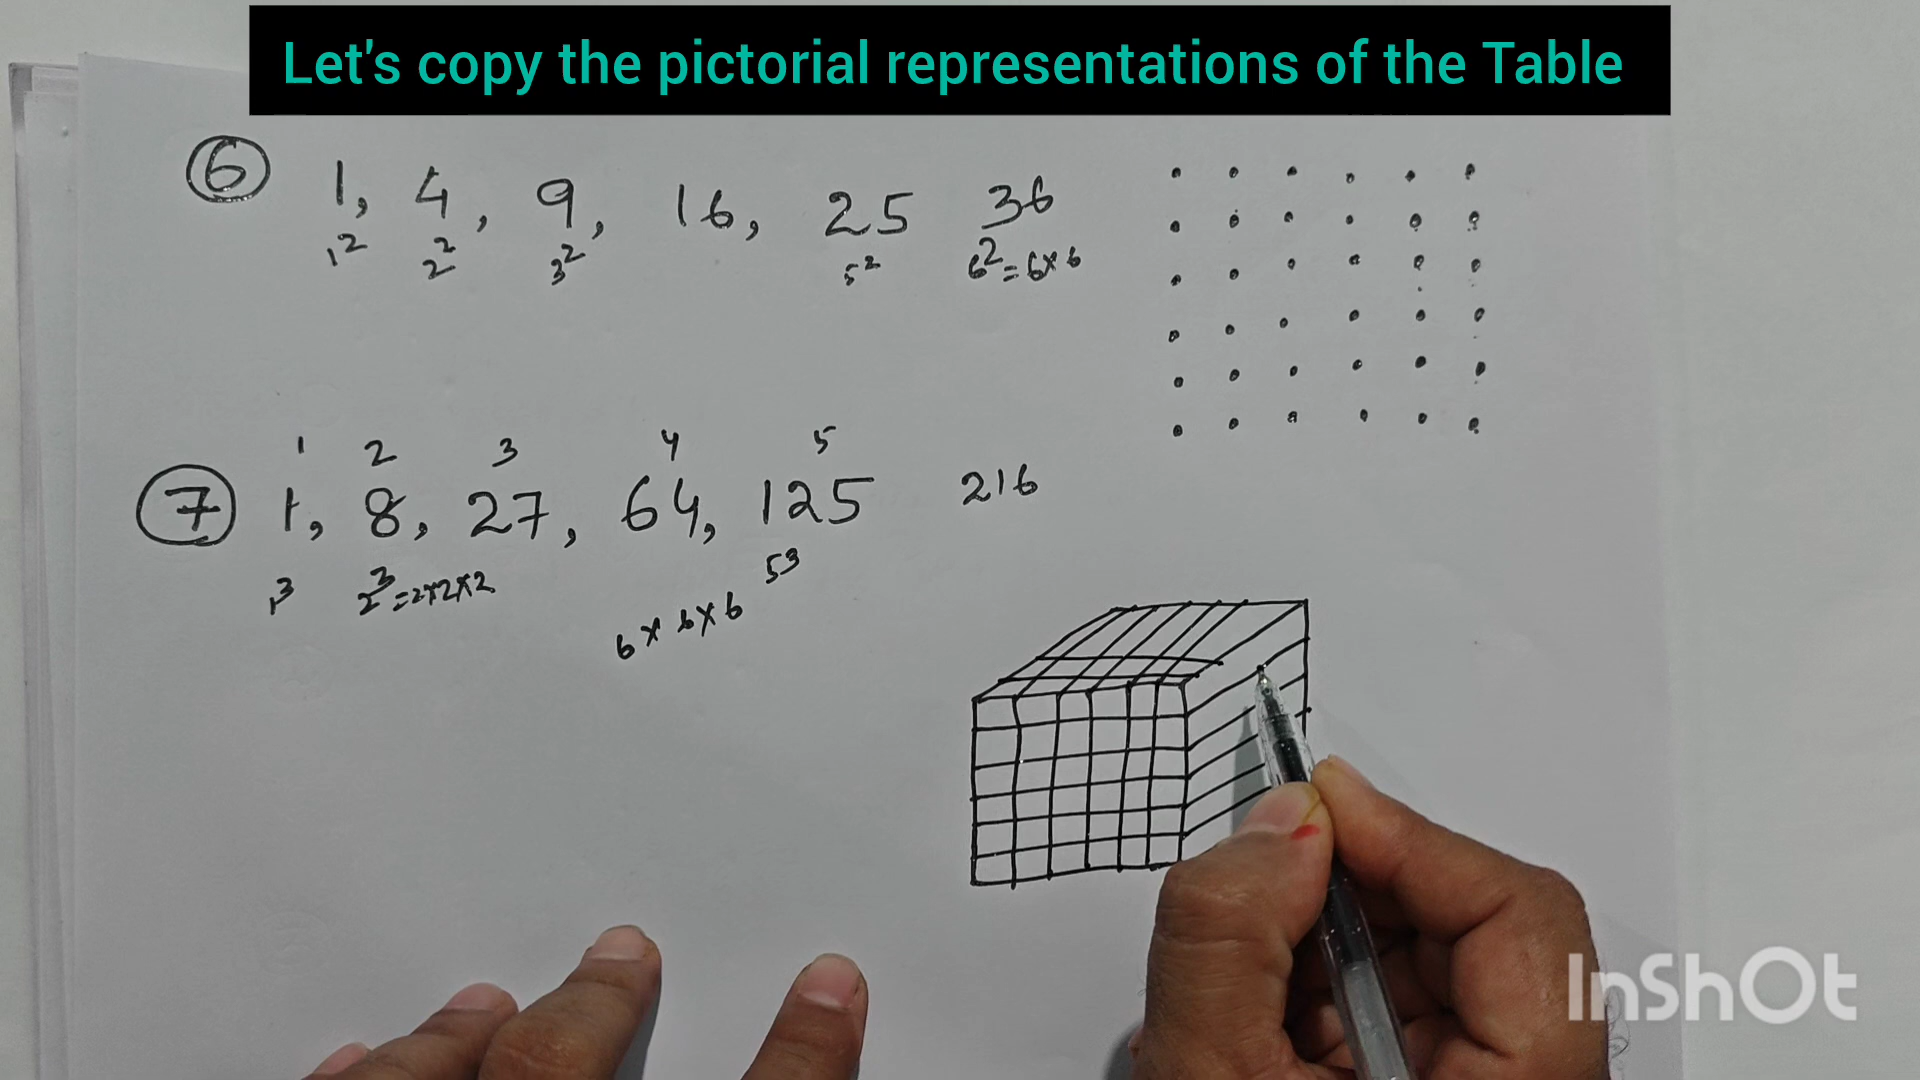 Let's copy the pictorial representations of the Table
6 1, 4, 9, 16, 25 36
1² 2² 3² 5² 6²=6×6
1 2 3 4 5
7 1, 8, 27, 64, 125 216
1³ 2³=2×2×2 5³
6×6×6
InShOt